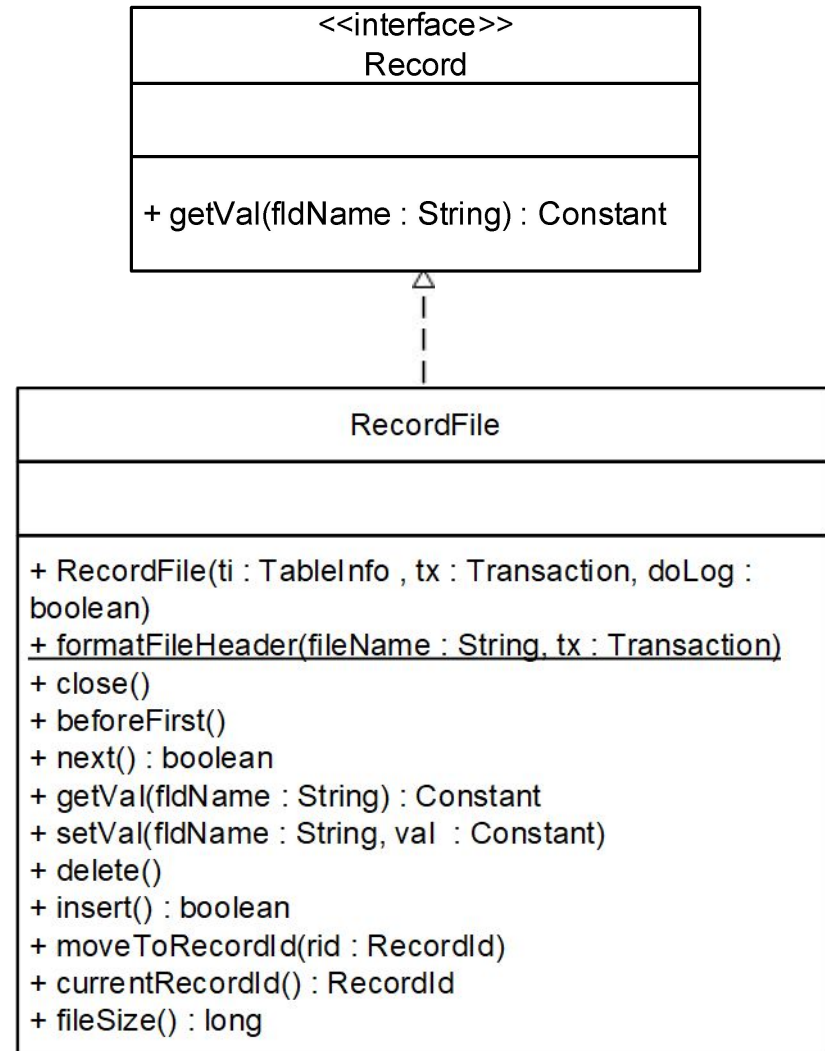 <<interface>>
Record
+ getVal(fldName : String) : Constant
RecordFile
+ RecordFile(ti : TableInfo , tx : Transaction, doLog :
boolean)
+ formatFileHeader(fileName : String, tx : Transaction)
+ close()
+ beforeFirst()
+ next() : boolean
+ getVal(fldName : String) : Constant
+ setVal(fldName : String, val  : Constant)
+ delete()
+ insert() : boolean
+ moveToRecordId(rid : RecordId)
+ currentRecordId() : RecordId
+ fileSize() : long